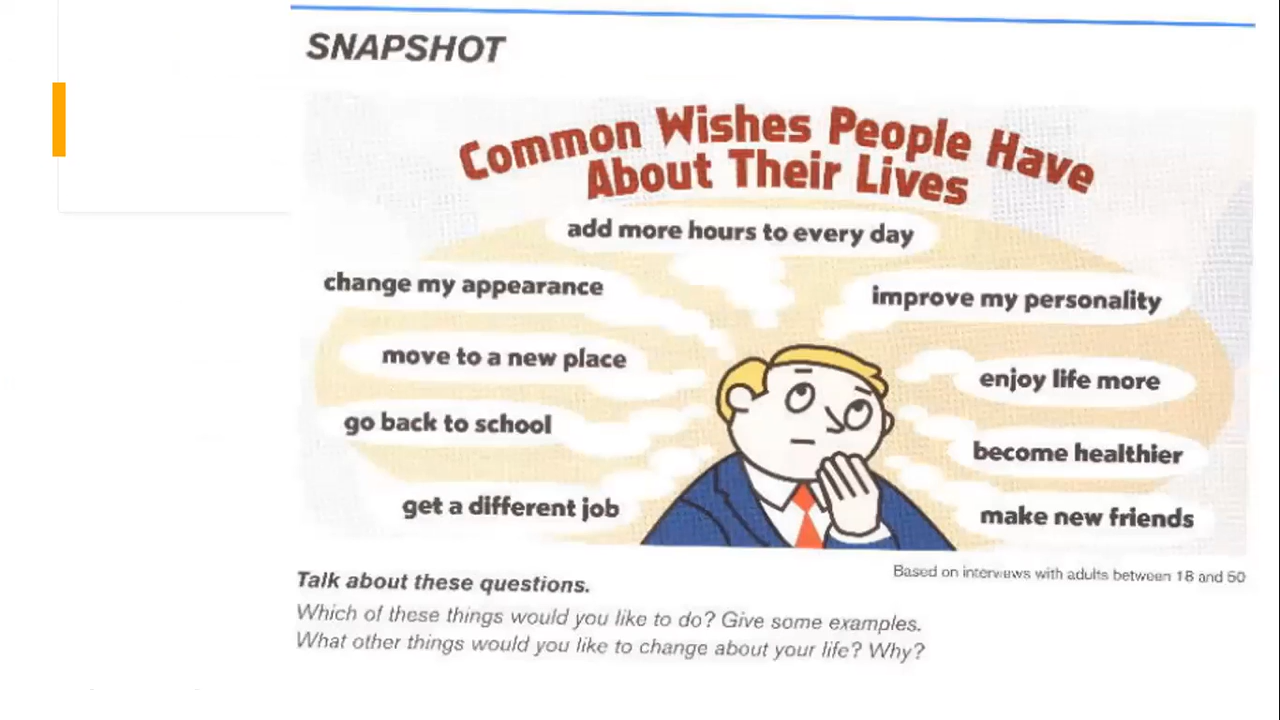 SNAPSHOT
Common Wishes People Have
About Their Lives
add more hours to every day
change my appearance
improve my personality
move to a new place
enjoy life more
go back to school
become healthier
get a different job
make new friends
Based on interviews with adults between 18 and 50
Talk about these questions.
Which of these things would you like to do? Give some examples.
What other things would you like to change about your life? Why?